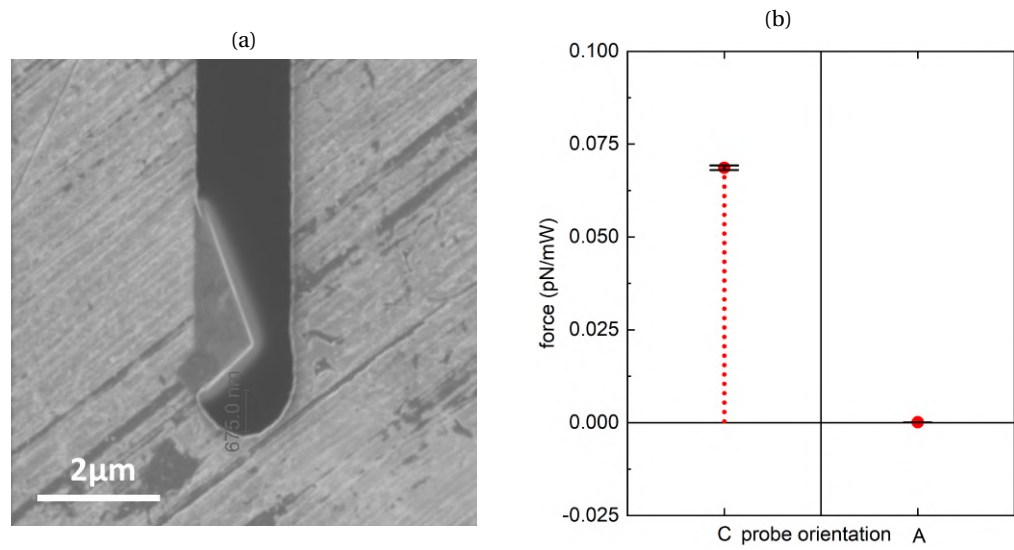 (a)
675.0 nm
2μm
(b)
0.100
0.075
0.050
0.025
0.000
-0.025
force (pN/mW)
C probe orientation A